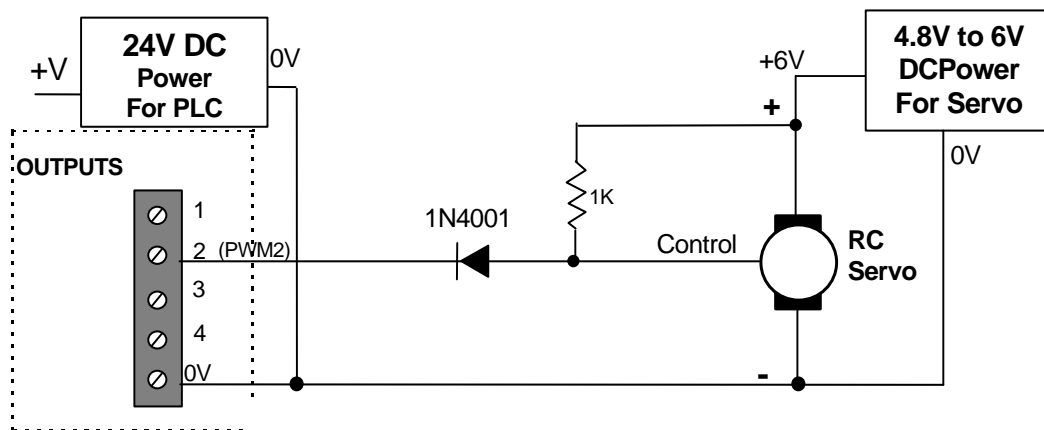 24V DC
Power
For PLC
+V
0V
+6V
4.8V to 6V
DCPower
For Servo
0V
+
OUTPUTS
1
2 (PWM2)
3
4
0V
1N4001
1K
Control
RC
Servo
-